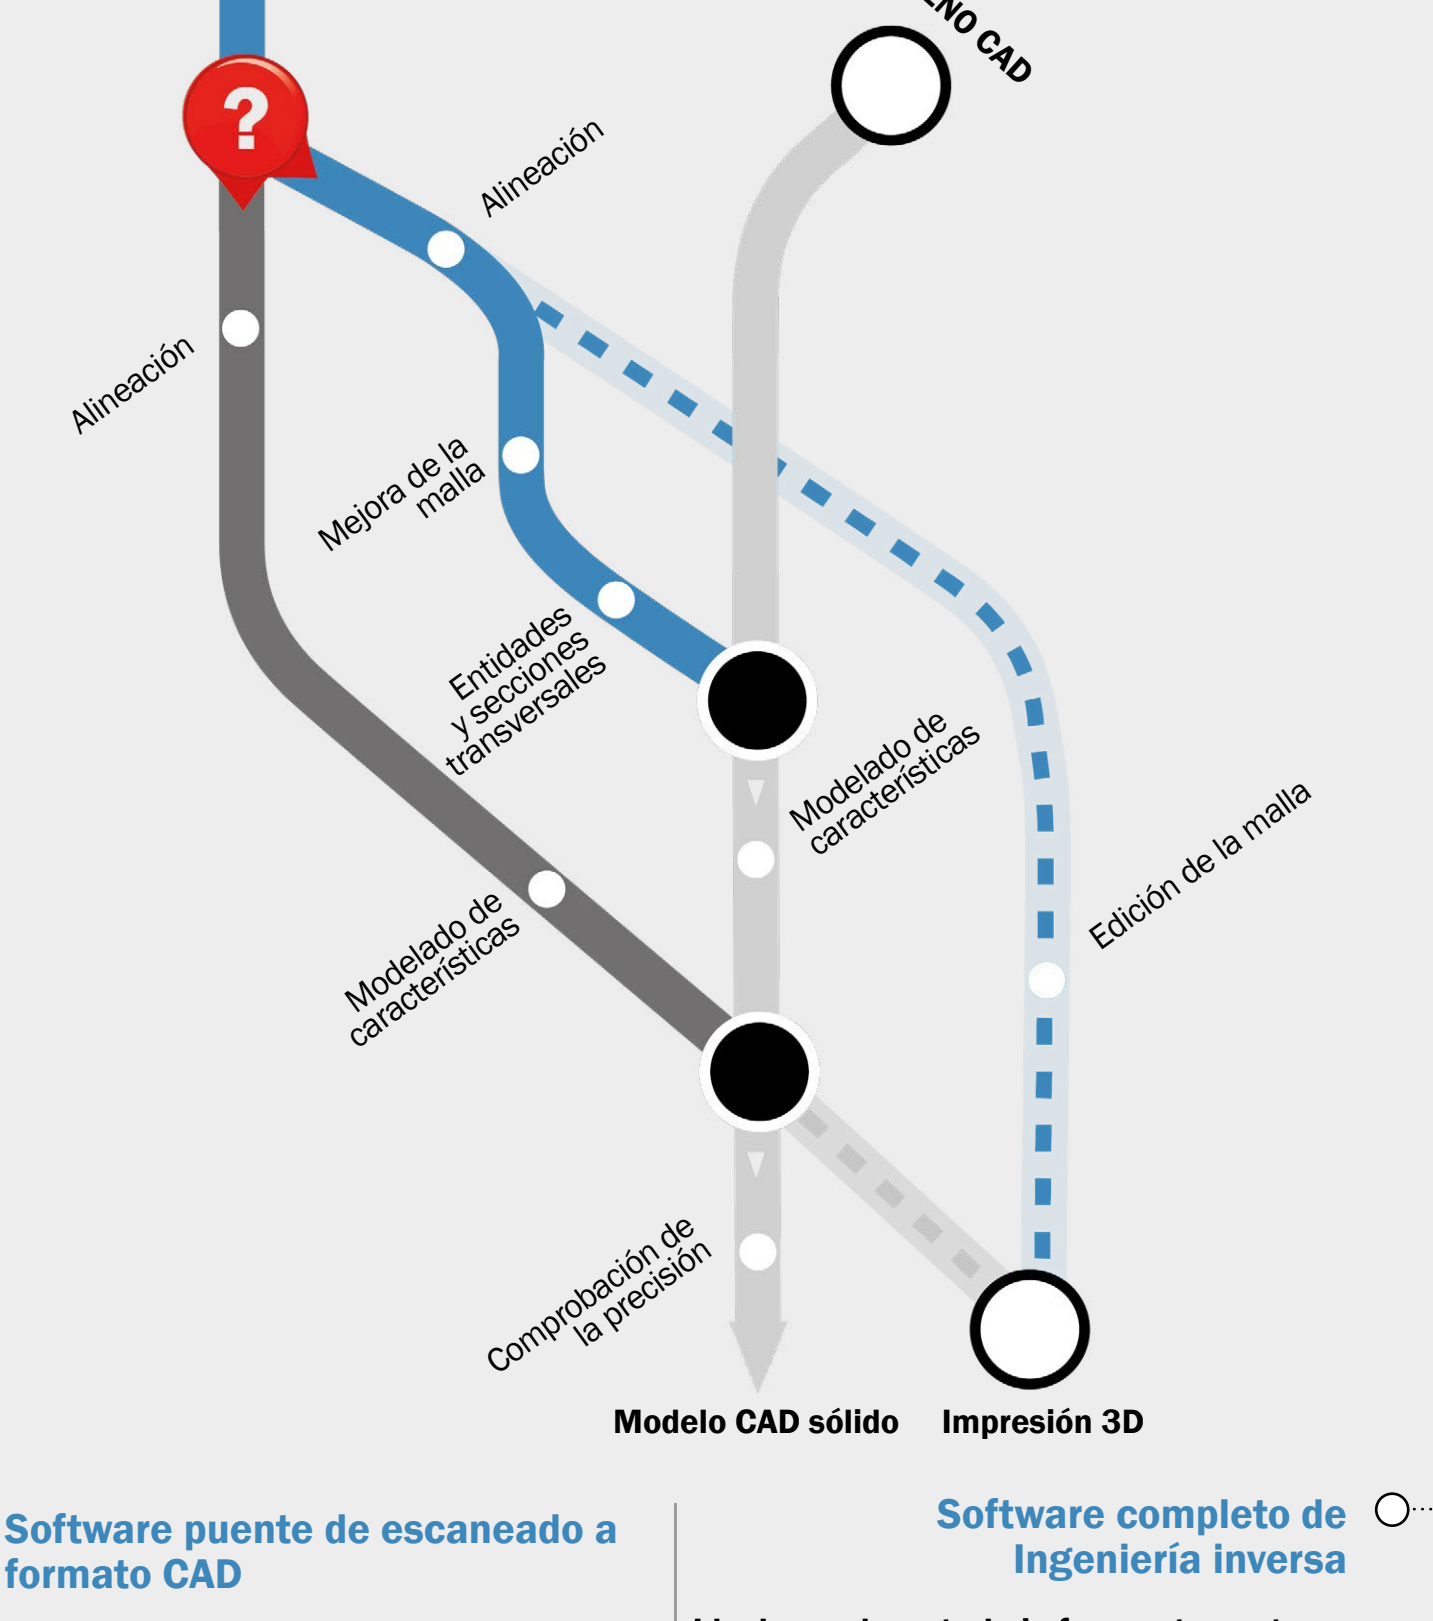 CAD
?
Alineación
Alineación
Mejora de la
malla
Entidades
y secciones
transversales
Modelado de
características
Edición de la malla
Modelado de
características
Comprobación de
la precisión
Modelo CAD sólido
Impresión 3D
Software puente de escaneado a
formato CAD
Software completo de
Ingeniería inversa